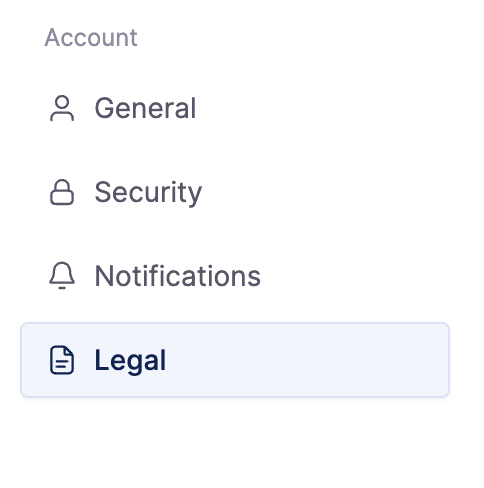 Account
General
Security
Notifications
Legal